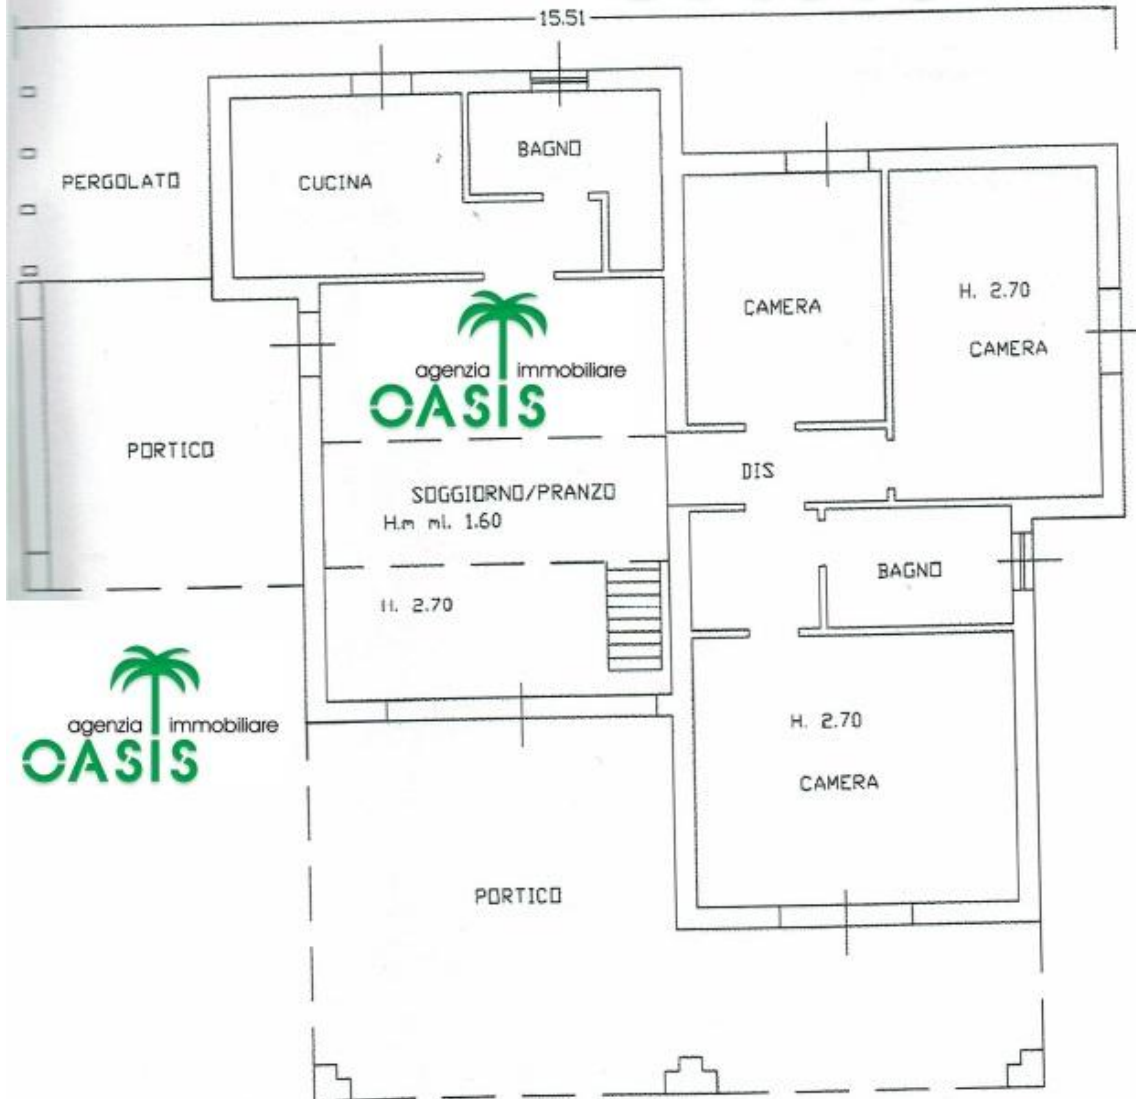 15.51
BAGNO
CUCINA
PERGOLATO
H. 2.70
CAMERA
CAMERA
agenzia immobiliare
OASIS
PORTICO
DIS
SOGGIORNO/PRANZO
H.m ml. 1.60
BAGNO
H. 2.70
agenzia immobiliare
OASIS
H. 2.70
CAMERA
PORTICO